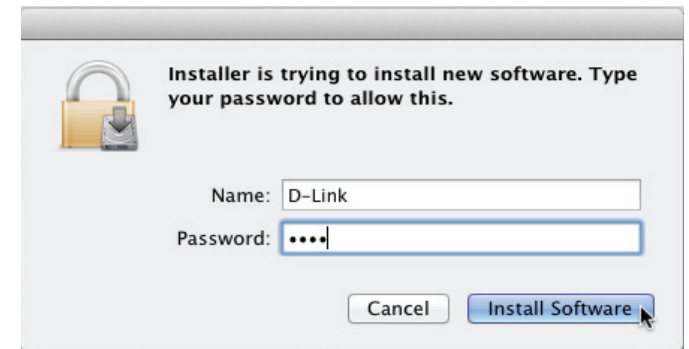 Installer is trying to install new software. Type
your password to allow this.
Name: D-Link
Password: ••••
Cancel Install Software